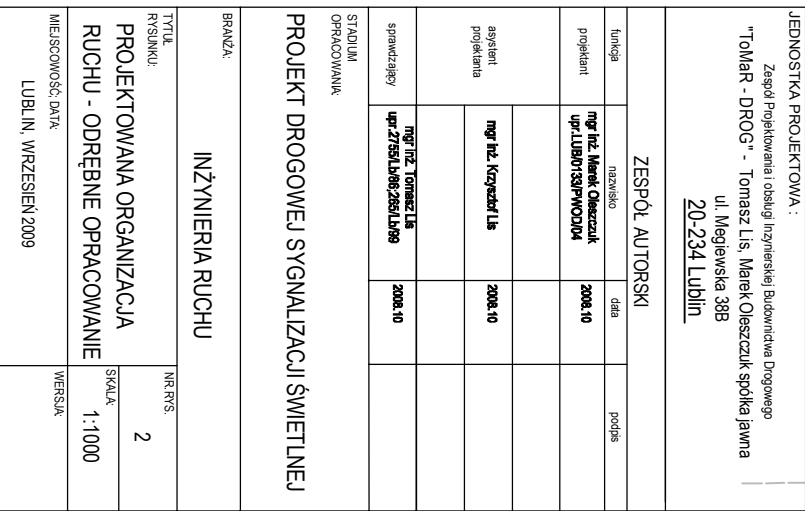 JEDNOSTKA PROJEKTOWA :
Zespół Projektowania i obsługi Inżynierskiej Budownictwa Drogowego
"ToMaR - DROG" - Tomasz Lis, Marek Oleszczuk spółka jawna
ul. Megiewska 38B
20-234 Lublin
ZESPÓŁ AUTORSKI
funkcja nazwisko data podpis
projektant mgr inż. Marek Oleszczuk 2008.10
upr.LUB/0133/PWOD/04
asystent projektanta mgr inż. Krzysztof Lis 2008.10
sprawdzający mgr inż. Tomasz Lis 2008.10
upr.2755/Lb/86;265/Lb/99
STADIUM
OPRACOWANIA:
PROJEKT DROGOWEJ SYGNALIZACJI ŚWIETLNEJ
BRANŻA:
INŻYNIERIA RUCHU
TYTUŁ
RYSUNKU:
PROJEKTOWANA ORGANIZACJA
RUCHU - ODRĘBNE OPRACOWANIE
NR.RYS.
2
SKALA:
1:1000
MIEJSCOWOŚĆ; DATA:
LUBLIN, WRZESIEŃ 2009
WERSJA: